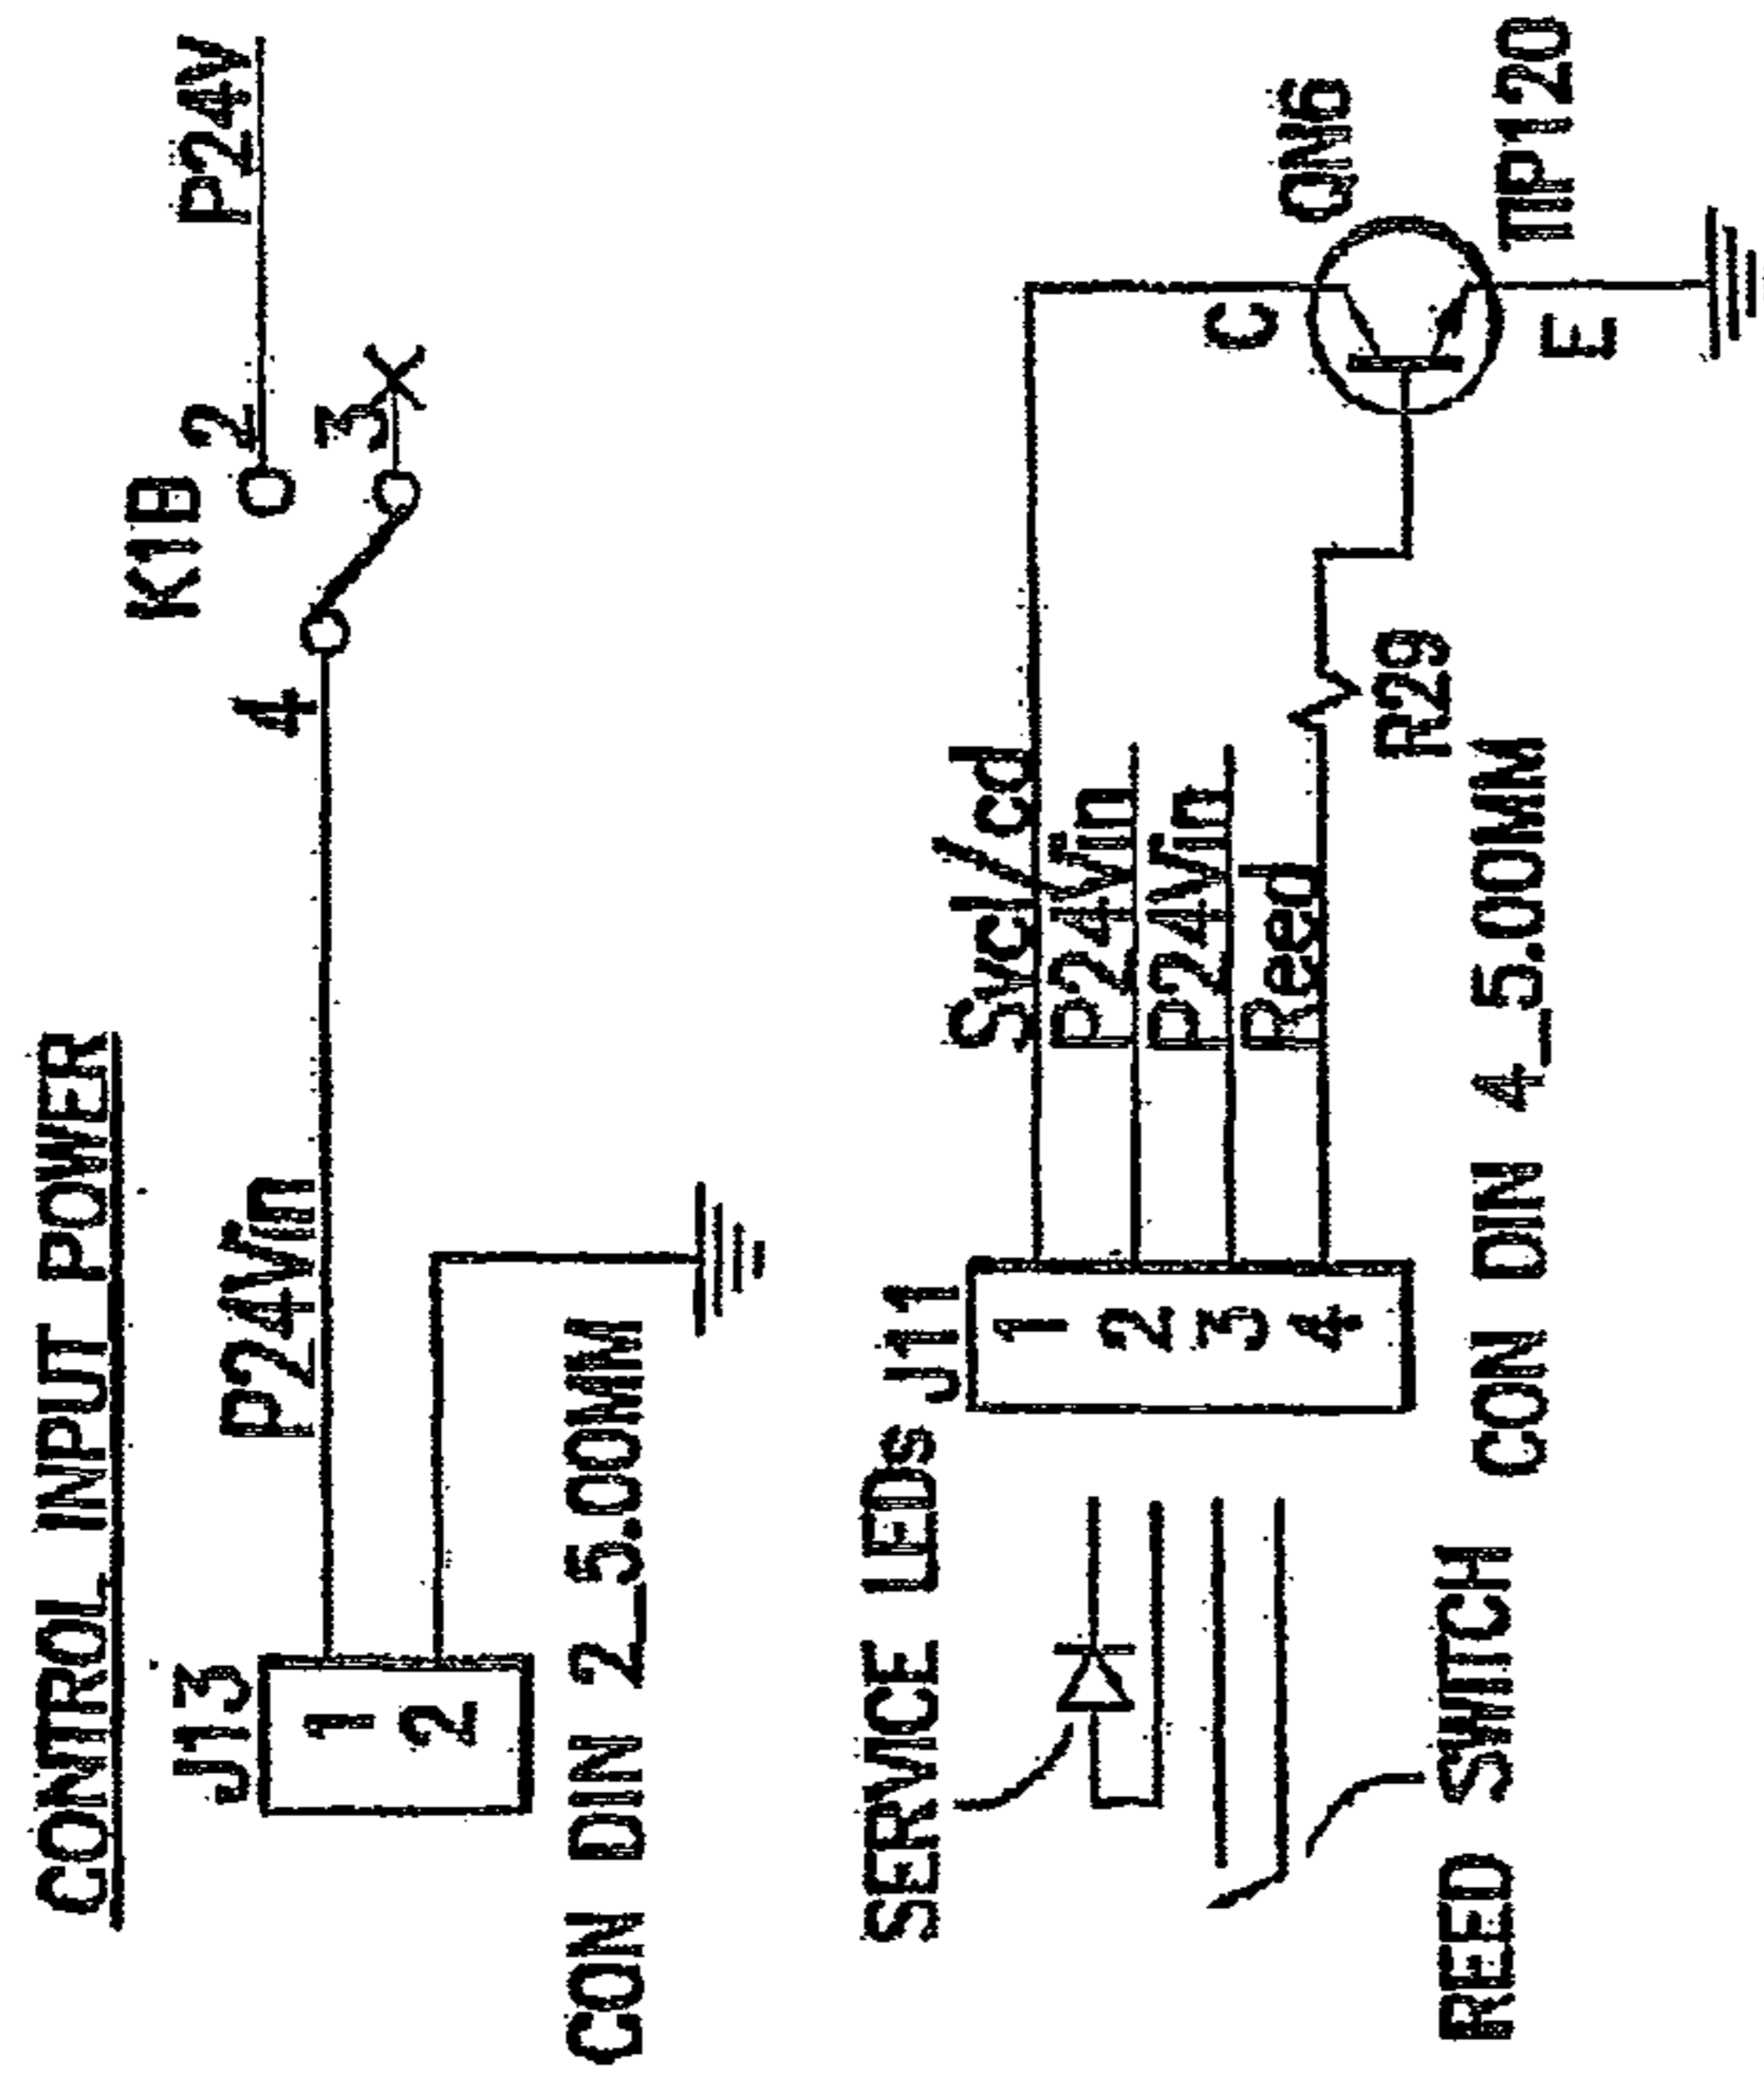 CONTROL INPUT POWER
J13
1
2
P24Vin
4
K1B
2
3
P24V
CON DIN 2_5.00MM
SERVICE LEDs
J11
1
2
3
4
Svcl/cd
P24Vin
P24Vin
Reed
R29
C
E
QN6
TIP120
CON DIN 4_5.00MM
REED SWITCH